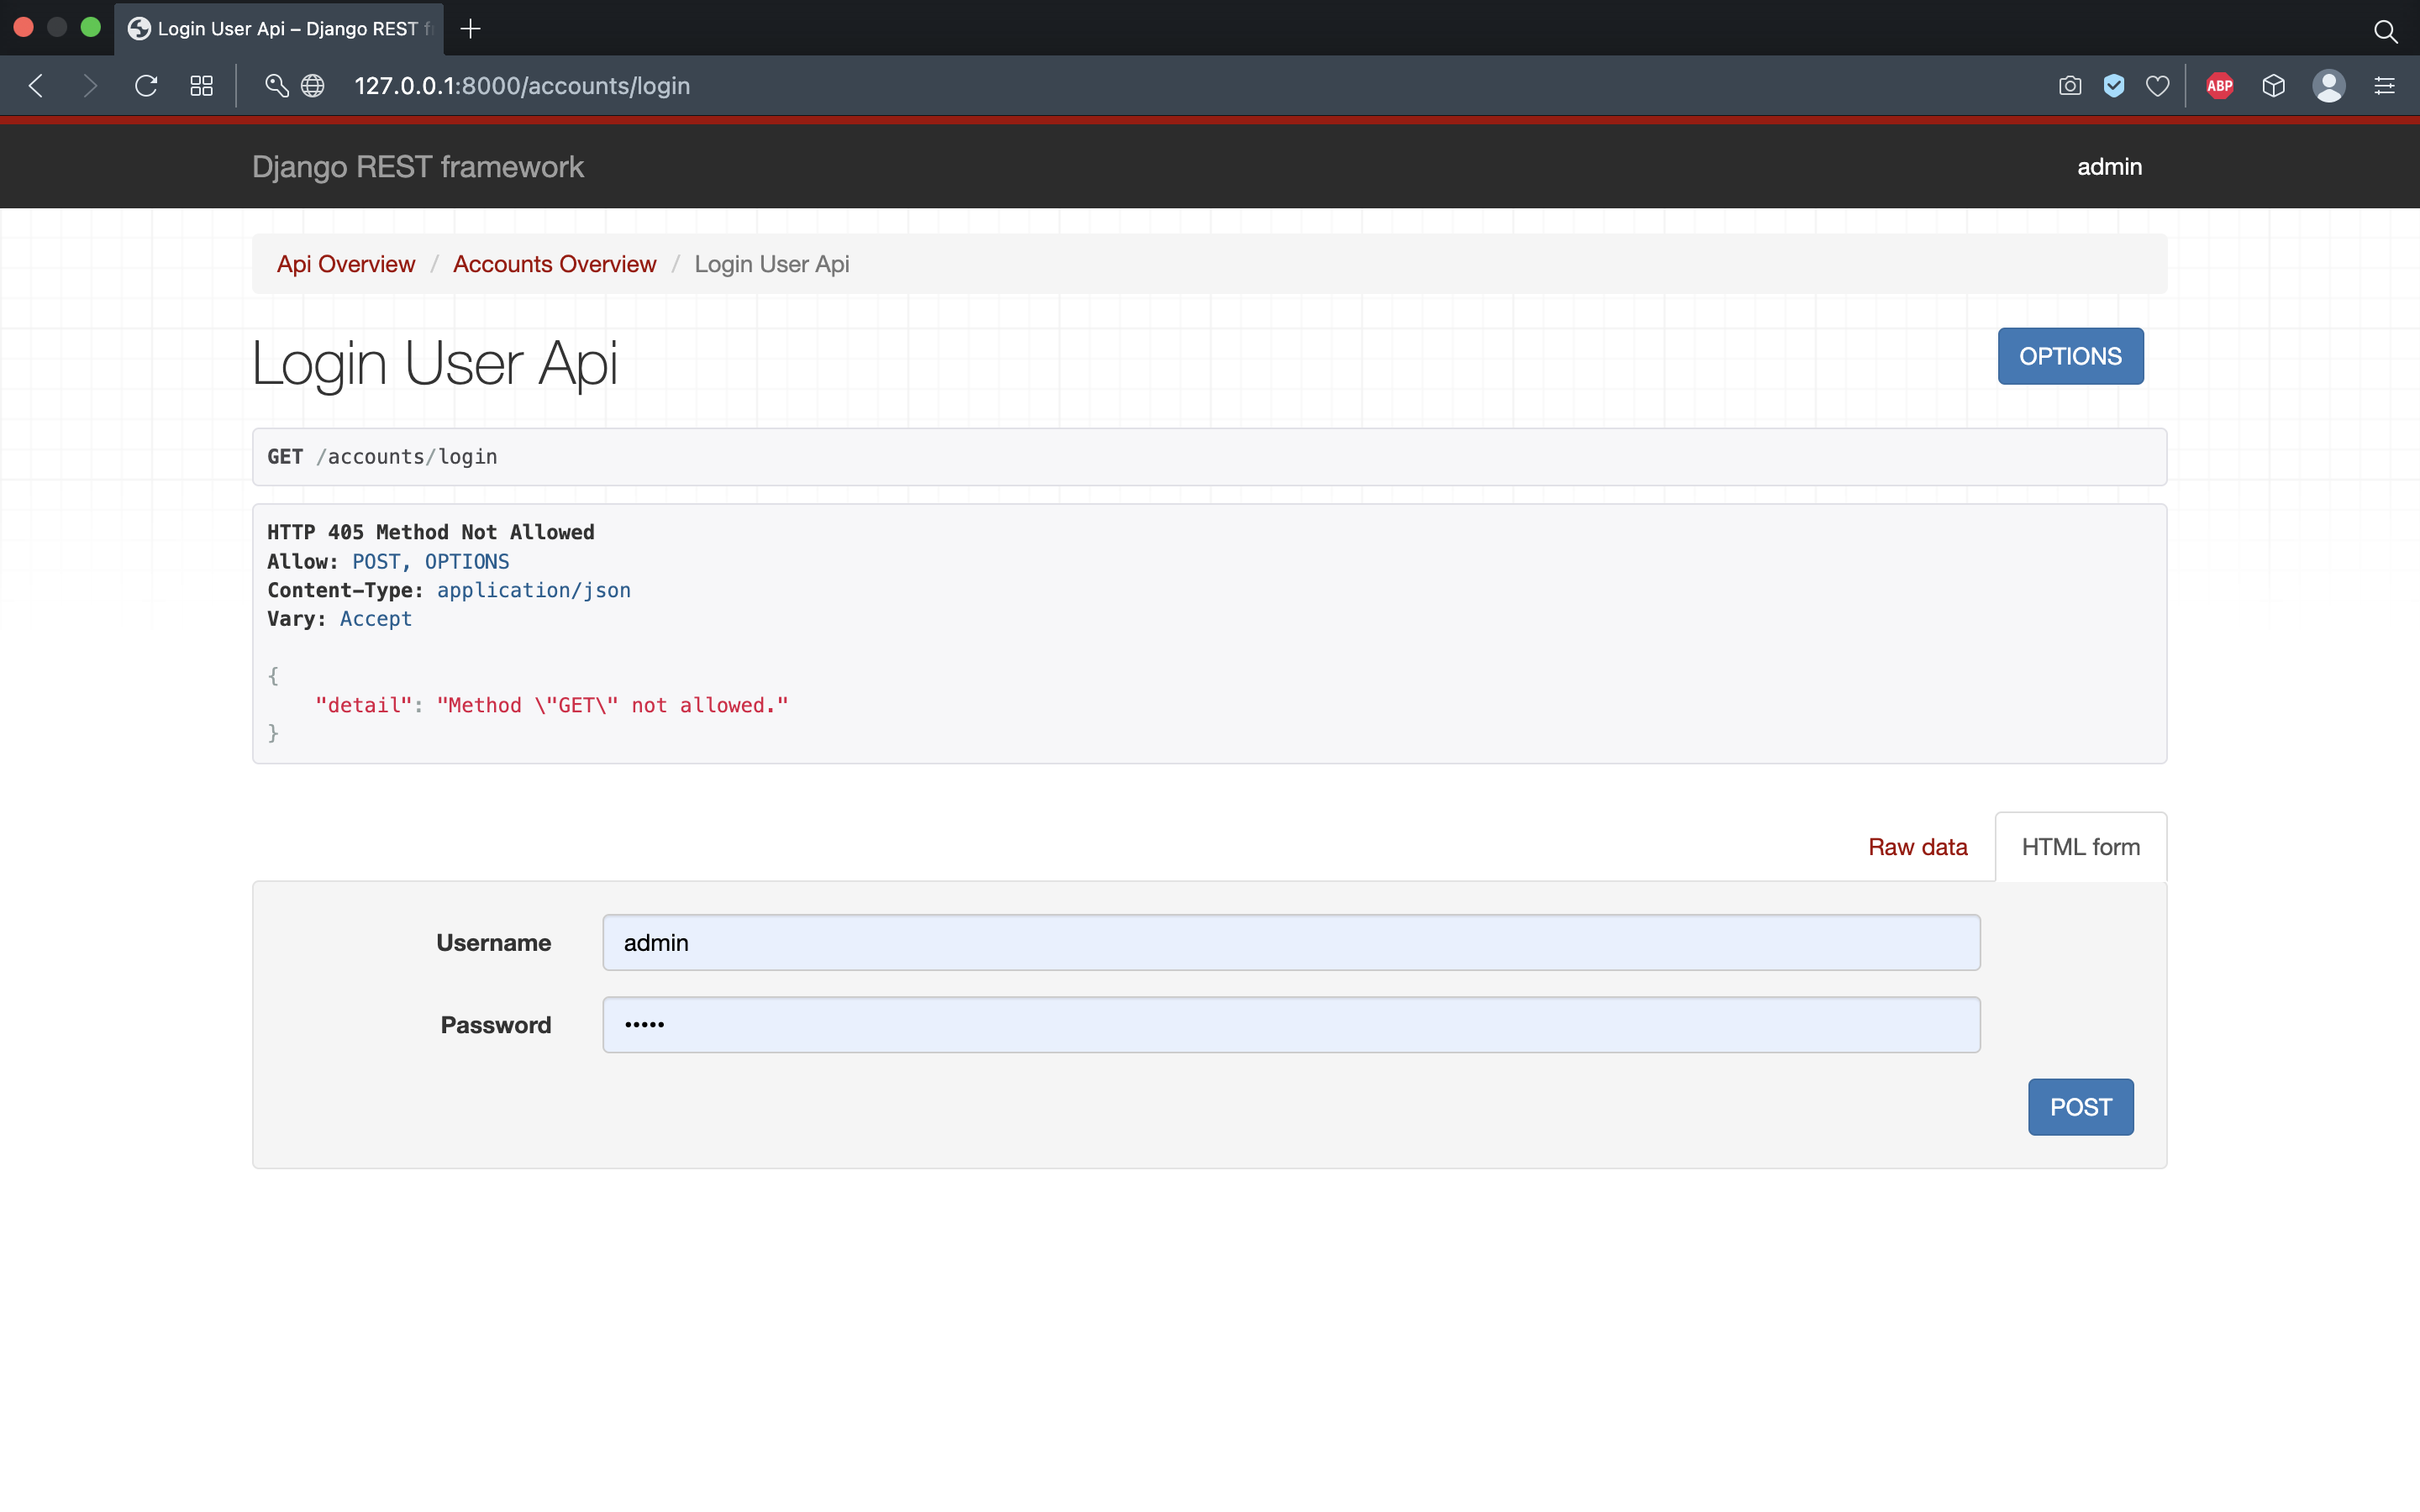 Login User Api – Django REST
127.0.0.1:8000/accounts/login
ABP
Django REST framework
admin
Api Overview / Accounts Overview / Login User Api
Login User Api
OPTIONS
GET /accounts/login
HTTP 405 Method Not Allowed
Allow: POST, OPTIONS
Content-Type: application/json
Vary: Accept
{
"detail": "Method \"GET\" not allowed."
}
Raw data
HTML form
Username
admin
Password
•••••
POST